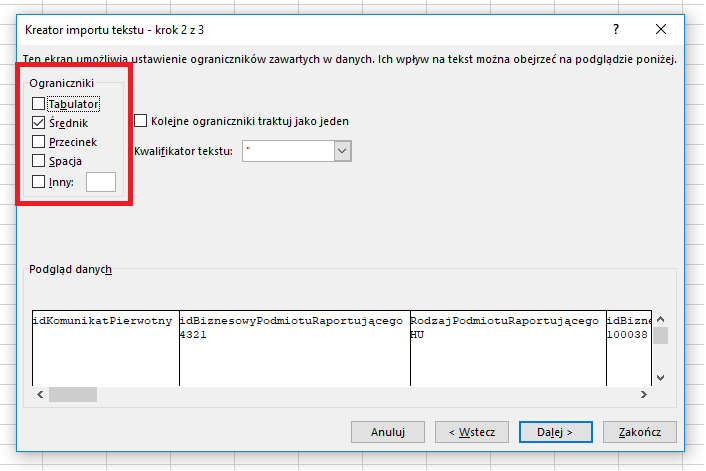 Kreator importu tekstu - krok 2 z 3
?
Ten ekran umożliwia ustawienie ograniczników zawartych w danych. Ich wpływ na tekst można obejrzeć na podglądzie poniżej.
Ograniczniki
Tabulator
Średnik
Przecinek
Spacja
Inny:
Kolejne ograniczniki traktuj jako jeden
Kwalifikator tekstu: "
Podgląd danych
idKomunikatPierwotny idBiznesowyPodmiotuRaportującego RodzajPodmiotuRaportującego idBizne
4321 HU 100038
Anuluj < Wstecz Dalej > Zakończ